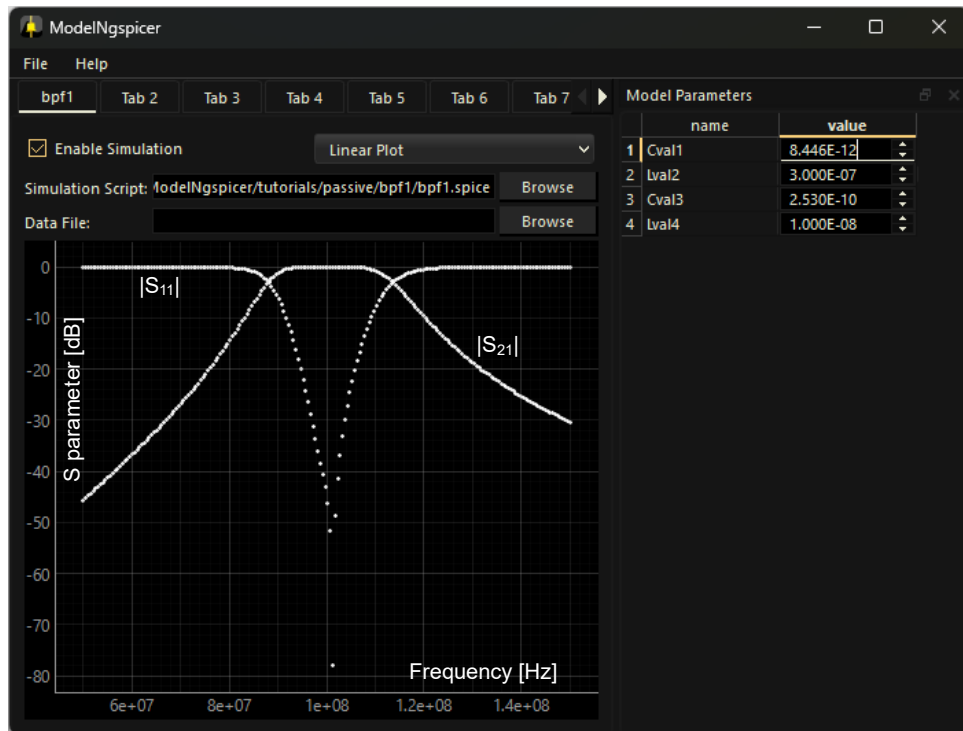 ModelNgspicer
File Help
bpf1 Tab 2 Tab 3 Tab 4 Tab 5 Tab 6 Tab 7
Enable Simulation Linear Plot
Simulation Script: ModelNgspicer/tutorials/passive/bpf1/bpf1.spice Browse
Data File: Browse
Model Parameters
name value
1 Cval1 8.446E-12
2 Lval2 3.000E-07
3 Cval3 2.530E-10
4 Lval4 1.000E-08
0
-10
-20
-30
-40
-50
-60
-70
-80
S parameter [dB]
|S₁₁|
|S₂₁|
Frequency [Hz]
6e+07 8e+07 1e+08 1.2e+08 1.4e+08